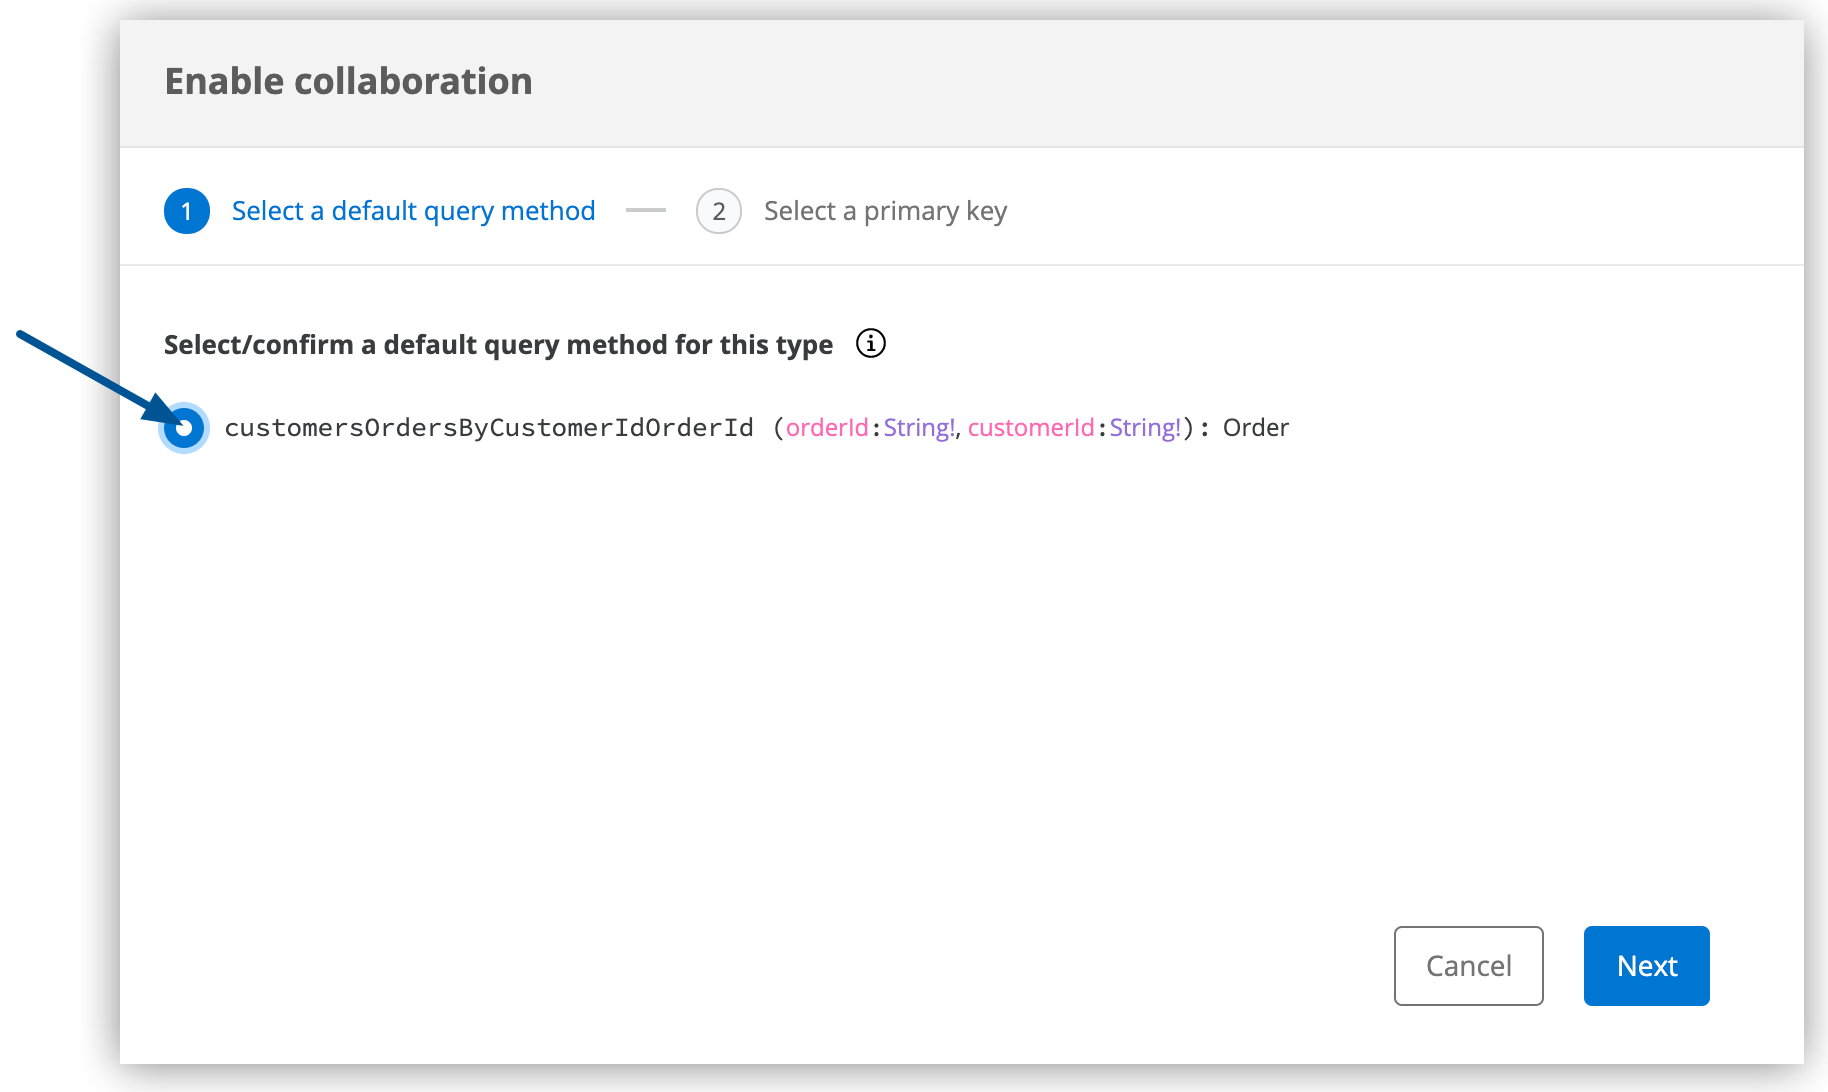 Enable collaboration
1 Select a default query method 2 Select a primary key
Select/confirm a default query method for this type
customersOrdersByCustomerIdOrderId (orderId:String!, customerId:String!): Order
Cancel Next